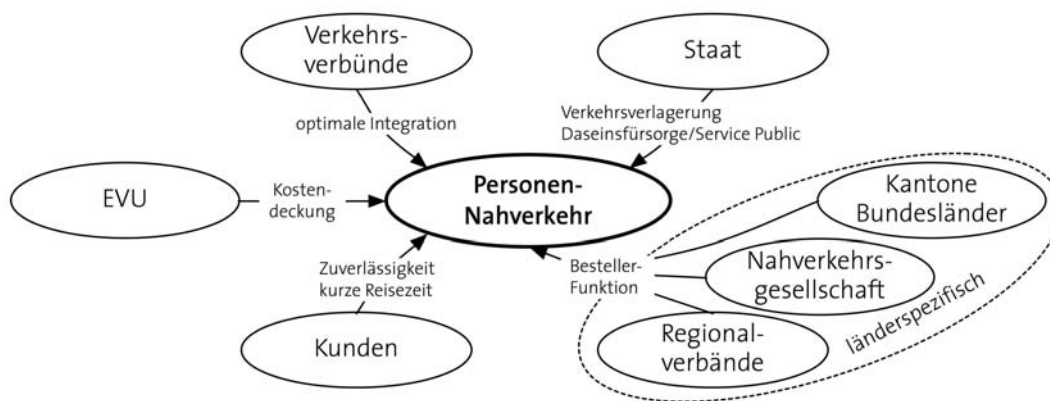 Verkehrs-
verbünde
Staat
optimale Integration
Verkehrsverlagerung
Daseinsfürsorge/Service Public
EVU
Kosten-
deckung
Personen-
Nahverkehr
Kantone
Bundesländer
Zuverlässigkeit
kurze Reisezeit
Besteller-
Funktion
Nahverkehrs-
gesellschaft
länderspezifisch
Kunden
Regional-
verbände